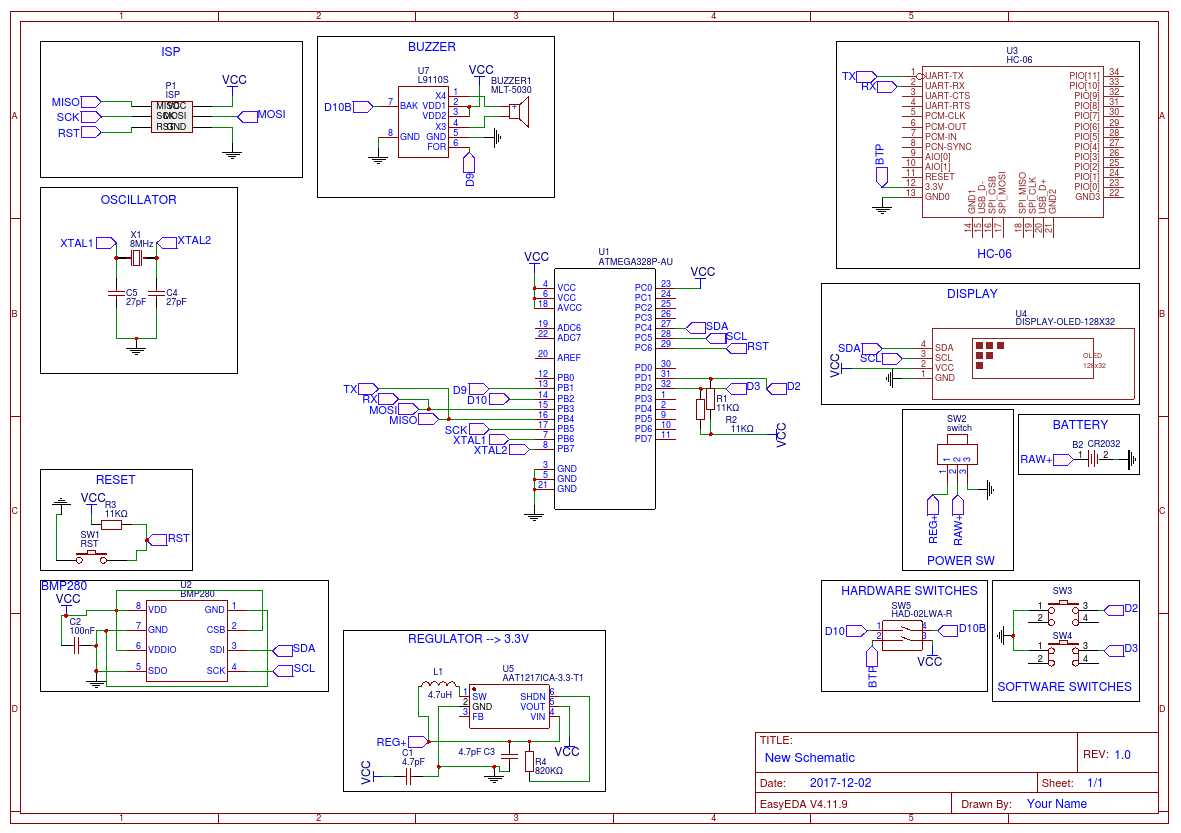 1 2 3 4 5
A
B
C
D
A
B
C
D
ISP
P1
ISP
VCC
MISO
SCK
RST
MOSI
MISO VCC
SCK MOSI
RST GND
BUZZER
U7
L9110S
VCC
BUZZER1
MLT-5030
D10B
7 BAK
8 GND
X4 1
VDD1 2
VDD2 3
X3 4
GND 5
FOR 6
D9
U3
HC-06
TX
RX
BTP
1 UART-TX
2 UART-RX
3 UART-CTS
4 UART-RTS
5 PCM-CLK
6 PCM-OUT
7 PCM-IN
8 PCN-SYNC
9 AIO[0]
10 AIO[1]
11 RESET
12 3.3V
13 GND0
PIO[11] 34
PIO[10] 33
PIO[9] 32
PIO[8] 31
PIO[7] 30
PIO[6] 29
PIO[5] 28
PIO[4] 27
PIO[3] 26
PIO[2] 25
PIO[1] 24
PIO[0] 23
GND3 22
GND1 14
USB_D- 15
SPI_CSB 16
SPI_MOSI 17
SPI_MISO 18
SPI_CLK 19
USB_D+ 20
GND2 21
HC-06
OSCILLATOR
XTAL1
X1
8MHz
XTAL2
C5
27pF
C4
27pF
VCC
U1
ATMEGA328P-AU
VCC
4 VCC
6 VCC
18 AVCC
19 ADC6
22 ADC7
20 AREF
12 PB0
13 PB1
14 PB2
15 PB3
16 PB4
17 PB5
7 PB6
8 PB7
3 GND
5 GND
21 GND
PC0 23
PC1 24
PC2 25
PC3 26
PC4 27
PC5 28
PC6 29
PD0 30
PD1 31
PD2 32
PD3 1
PD4 2
PD5 9
PD6 10
PD7 11
SDA
SCL
RST
TX
RX
MOSI
MISO
D9
D10
SCK
XTAL1
XTAL2
D3
D2
R1
11KΩ
R2
11KΩ
VCC
DISPLAY
U4
DISPLAY-OLED-128X32
SDA
SCL
VCC
4 SDA
3 SCL
2 VCC
1 GND
OLED
128x32
SW2
switch
1 2 3
1 2 3
REG+
RAW+
POWER SW
BATTERY
B2 CR2032
RAW+
1 2
RESET
VCC
R3
11KΩ
SW1
RST
RST
BMP280
VCC
C2
100nF
U2
BMP280
8 VDD
7 GND
6 VDDIO
5 SDO
GND 1
CSB 2
SDI 3
SCK 4
SDA
SCL
REGULATOR --> 3.3V
L1
4.7uH
U5
AAT1217ICA-3.3-T1
1 SW
2 GND
3 FB
SHDN 6
VOUT 5
VIN 4
REG+
C1
4.7pF
VCC
4.7pF C3
R4
820KΩ
VCC
HARDWARE SWITCHES
SW5
HAD-02LWA-R
D10
1 4
2 3
D10B
BTP
VCC
SW3
1 3
2 4
D2
SW4
1 3
2 4
D3
SOFTWARE SWITCHES
TITLE:
New Schematic
REV: 1.0
Date: 2017-12-02
Sheet: 1/1
EasyEDA V4.11.9
Drawn By: Your Name
1 2 3 4 5